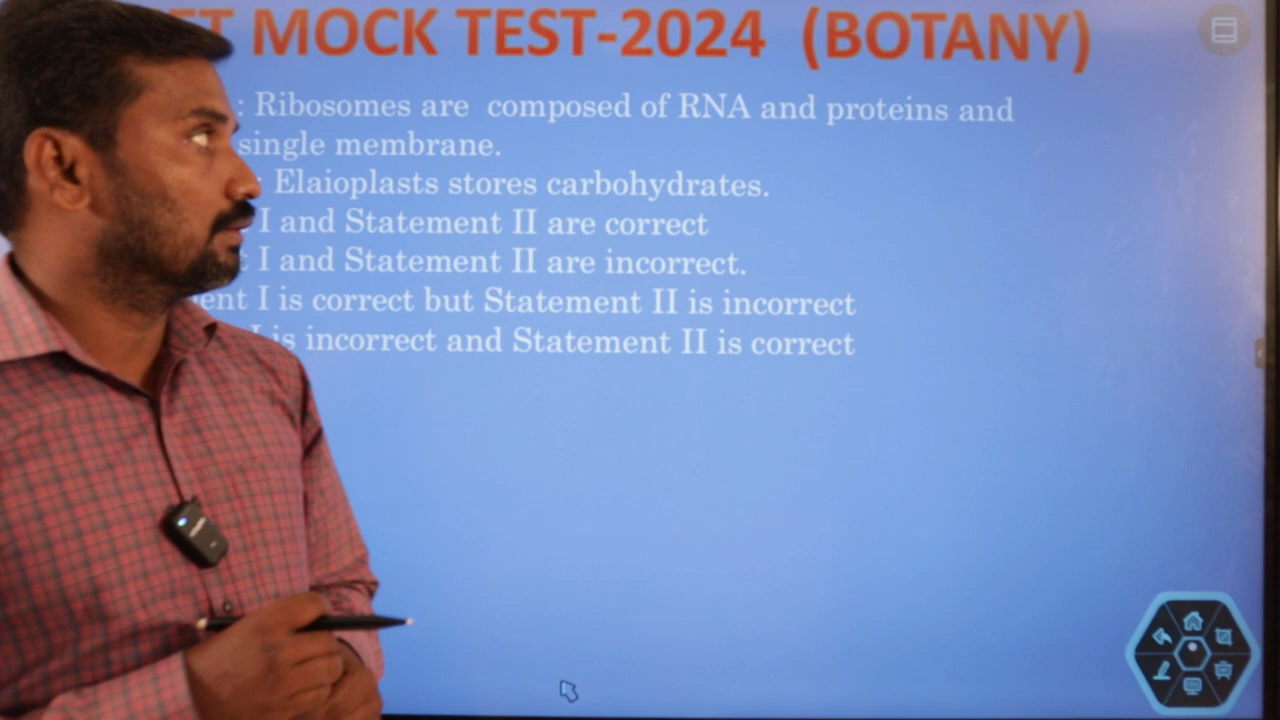 MOCK TEST-2024 (BOTANY)
: Ribosomes are composed of RNA and proteins and
single membrane.
: Elaioplasts stores carbohydrates.
I and Statement II are correct
I and Statement II are incorrect.
I is correct but Statement II is incorrect
is incorrect and Statement II is correct